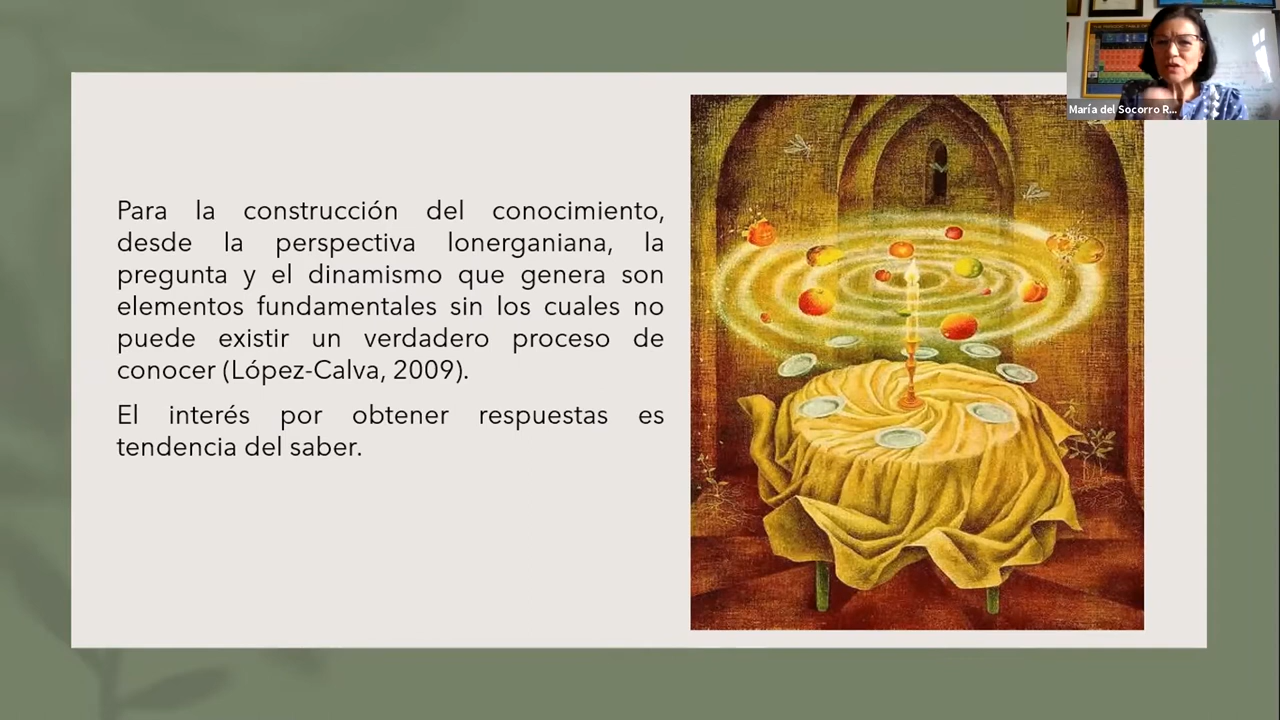 María del Socorro R...
Para la construcción del conocimiento,
desde la perspectiva lonerganiana, la
pregunta y el dinamismo que genera son
elementos fundamentales sin los cuales no
puede existir un verdadero proceso de
conocer (López-Calva, 2009).
El interés por obtener respuestas es
tendencia del saber.